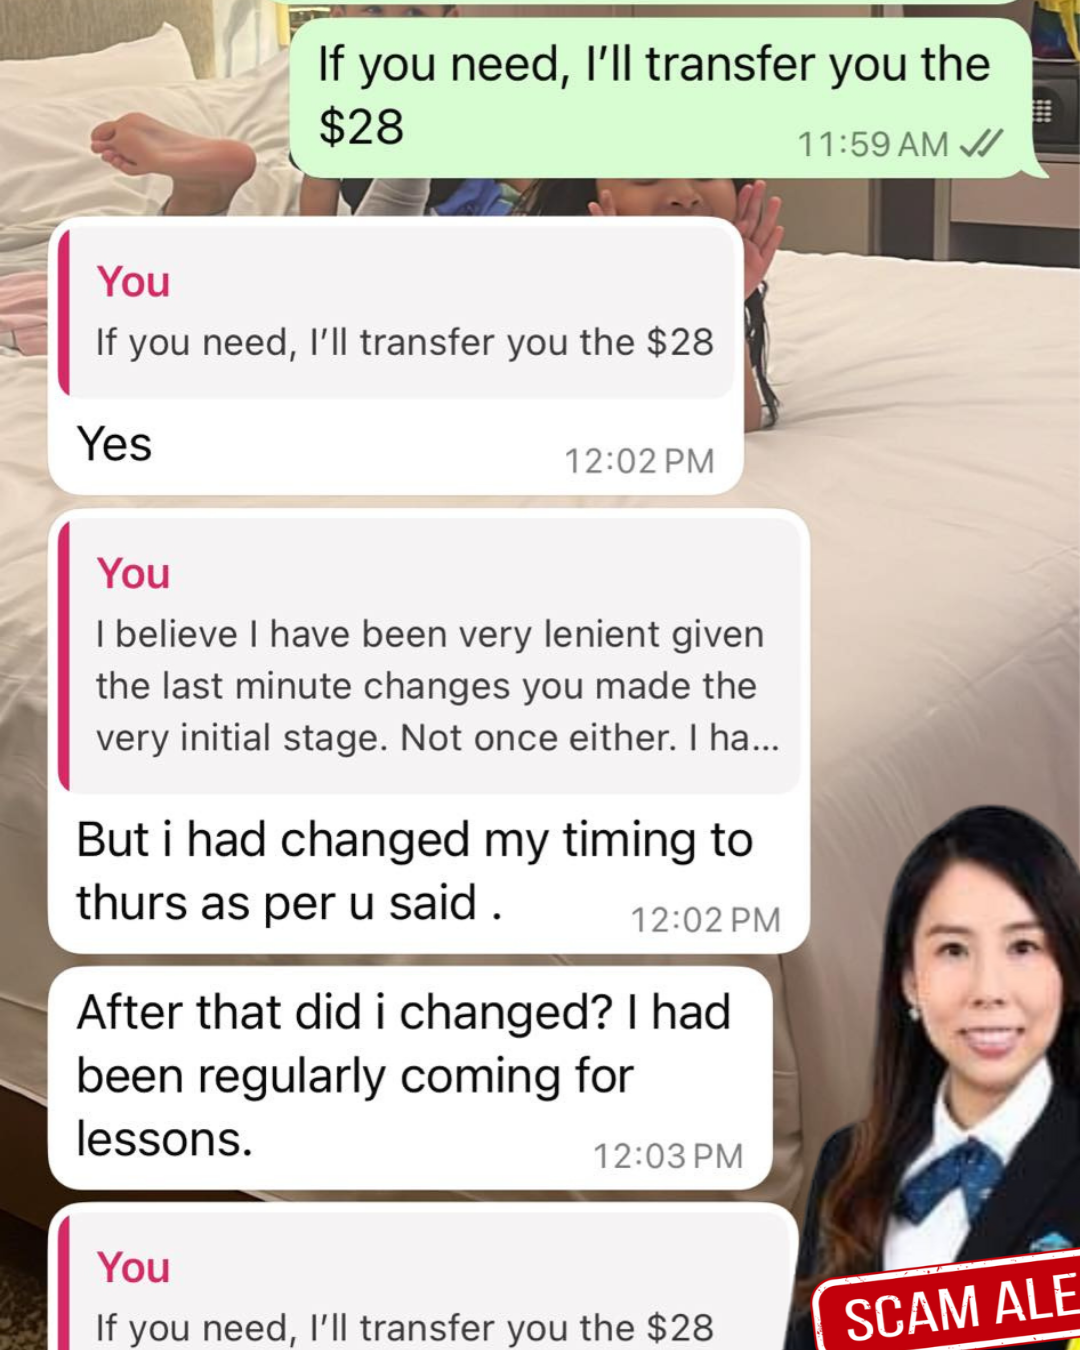 If you need, I'll transfer you the
$28
11:59 AM
You
If you need, I'll transfer you the $28
Yes
12:02 PM
You
I believe I have been very lenient given
the last minute changes you made the
very initial stage. Not once either. I ha...
But i had changed my timing to
thurs as per u said .
12:02 PM
After that did i changed? I had
been regularly coming for
lessons.
12:03 PM
You
If you need, I'll transfer you the $28
SCAM ALE